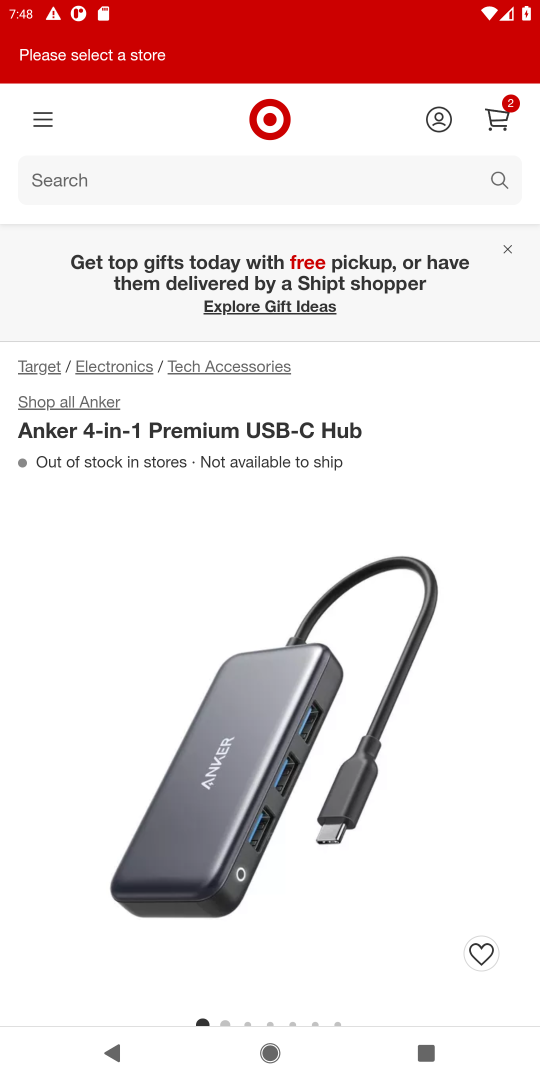 7:48
Please select a store
2
Search
Get top gifts today with free pickup, or have
them delivered by a Shipt shopper
Explore Gift Ideas
Target / Electronics / Tech Accessories
Shop all Anker
Anker 4-in-1 Premium USB-C Hub
Out of stock in stores · Not available to ship
ANKER